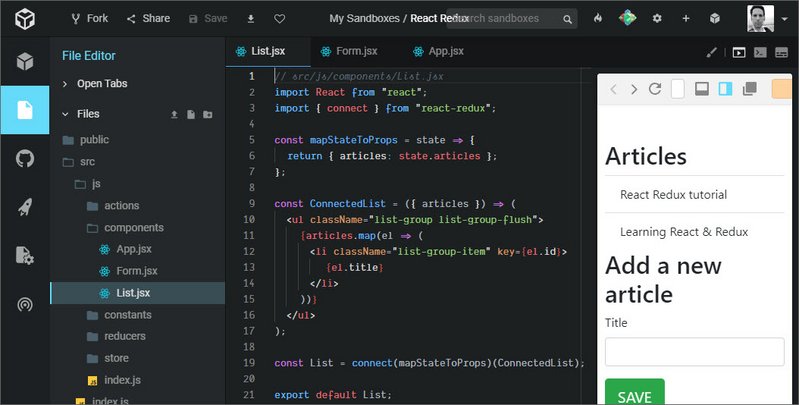 Fork Share Save My Sandboxes / React Redux Search sandboxes
File Editor
Open Tabs
Files
public
src
js
actions
components
App.jsx
Form.jsx
List.jsx
constants
reducers
store
index.js
index.js
List.jsx Form.jsx App.jsx
1 // src/js/components/List.jsx
2 import React from "react";
3 import { connect } from "react-redux";
4
5 const mapStateToProps = state => {
6 return { articles: state.articles };
7 };
8
9 const ConnectedList = ({ articles }) => (
10 <ul className="list-group list-group-flush">
11 {articles.map(el => (
12 <li className="list-group-item" key={el.id}>
13 {el.title}
14 </li>
15 ))}
16 </ul>
17 );
18
19 const List = connect(mapStateToProps)(ConnectedList);
20
21 export default List;
Articles
React Redux tutorial
Learning React & Redux
Add a new
article
Title
SAVE